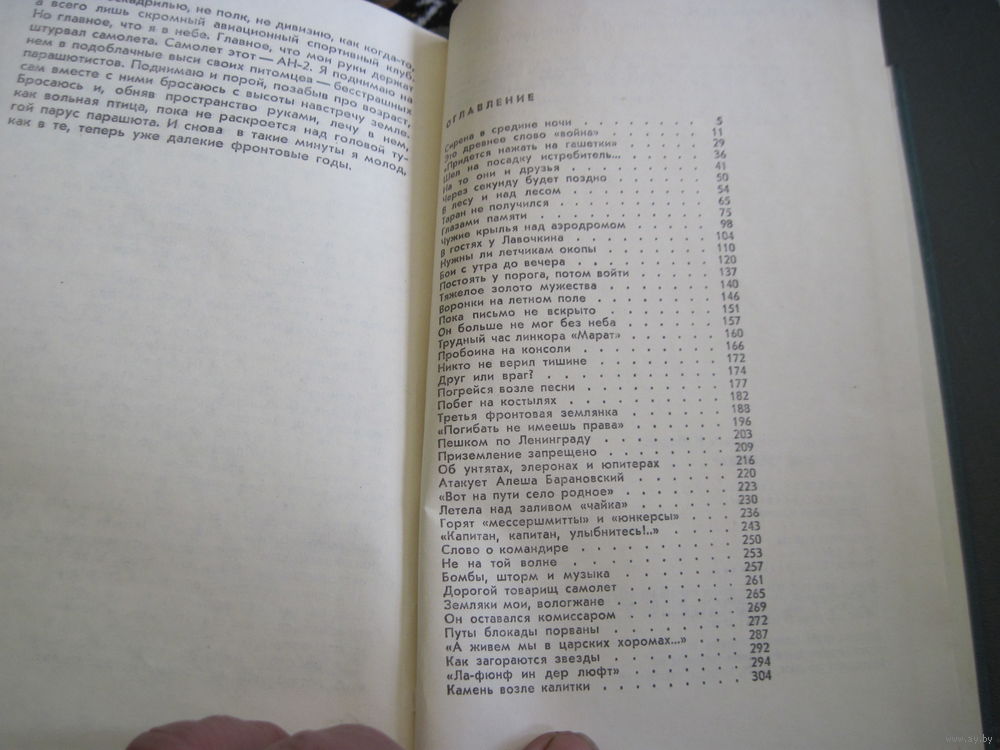 не полк, не дивизию, как когда-то,
а всего лишь скромный авиационный спортивный клуб.
Но главное, что я в небе. Главное, что мои руки держат
штурвал самолета. Самолет этот — АН-2. Я поднимаю на
нем в подоблачные выси своих питомцев — бесстрашных
парашютистов. Поднимаю и порой, позабыв про возраст,
сам вместе с ними бросаюсь с высоты навстречу земле.
Бросаюсь и, обняв пространство руками, лечу в нем,
как вольная птица, пока не раскроется над головой ту-
гой парус парашюта. И снова в такие минуты я молод,
как в те, теперь уже далекие фронтовые годы.
ОГЛАВЛЕНИЕ
Сирена в средине ночи . . . . . . 5
Это древнее слово «война» . . . . . . 11
«Придется нажать на гашетки» . . . . . 29
Шел на посадку истребитель... . . . . . 36
На то они и друзья . . . . . . . 41
Через секунду будет поздно . . . . . 50
В лесу и над лесом . . . . . . . 54
Таран не получился . . . . . . . 65
Глазами памяти . . . . . . . . 75
Чужие крылья над аэродромом . . . . 98
В гостях у Лавочкина . . . . . . . 104
Нужны ли летчикам окопы . . . . . . 110
Бои с утра до вечера . . . . . . . 120
Постоять у порога, потом войти . . . . 137
Тяжелое золото мужества . . . . . . 140
Воронки на летном поле . . . . . . 146
Пока письмо не вскрыто . . . . . . 151
Он больше не мог без неба . . . . . 157
Трудный час линкора «Марат» . . . . . 160
Пробоина на консоли . . . . . . . 166
Никто не верил тишине . . . . . . 172
Друг или враг? . . . . . . . . 174
Погрейся возле песни . . . . . . . 177
Побег на костылях . . . . . . . 182
Третья фронтовая землянка . . . . . 188
«Погибать не имеешь права» . . . . . 196
Пешком по Ленинграду . . . . . . 203
Приземление запрещено . . . . . . 209
Об унтятах, элеронах и юпитерах . . . . 216
Атакует Алеша Барановский . . . . . 220
«Вот на пути село родное» . . . . . 223
Летела над заливом «чайка» . . . . . 230
Горят «мессершмитты» и «юнкерсы» . . . 236
«Капитан, капитан, улыбнитесь!..» . . . . 243
Слово о командире . . . . . . . 250
Не на той волне . . . . . . . . 253
Бомбы, шторм и музыка . . . . . . 257
Дорогой товарищ самолет . . . . . . 261
Земляки мои, вологжане . . . . . . 265
Он оставался комиссаром . . . . . . 269
Путы блокады порваны . . . . . . 272
«А живем мы в царских хоромах...» . . . 287
Как загораются звезды . . . . . . 292
«Ла-фюнф ин дер люфт» . . . . . . 294
Камень возле калитки . . . . . . . 304
www.ay.by